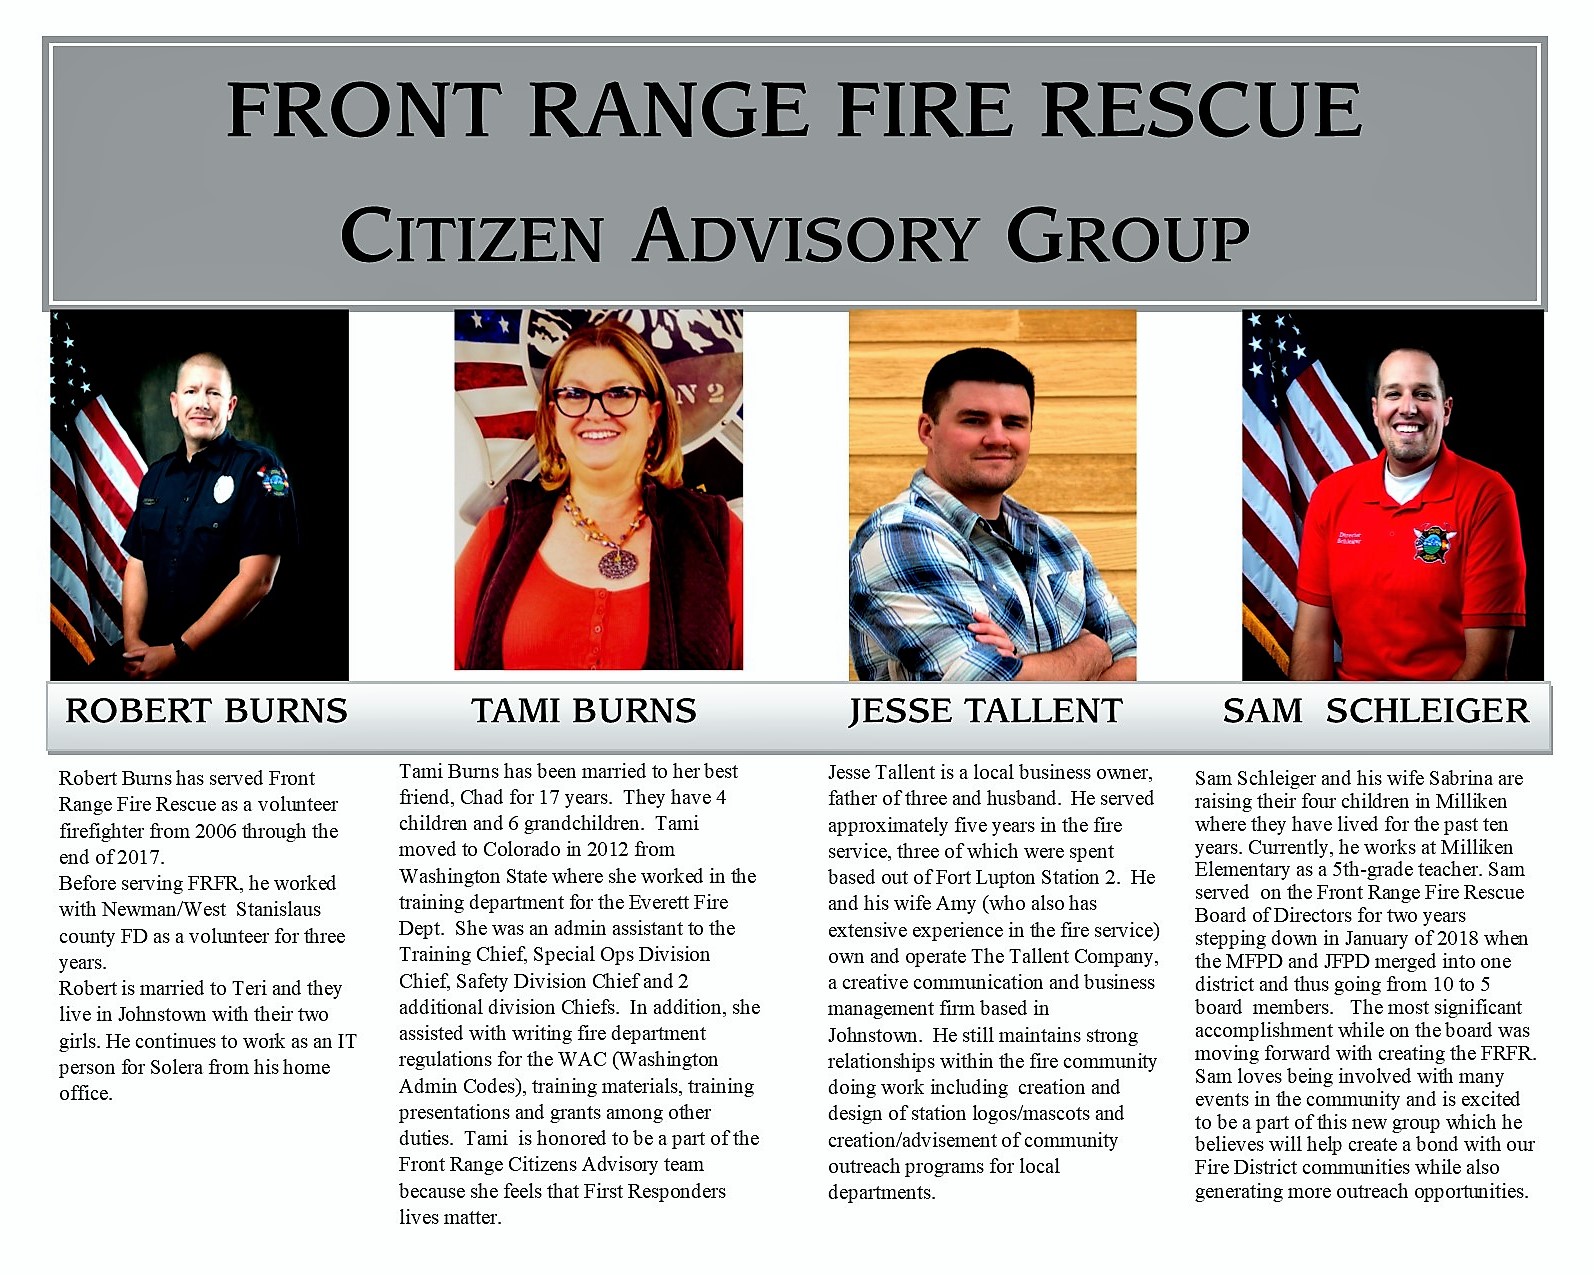 FRONT RANGE FIRE RESCUE
CITIZEN ADVISORY GROUP
N 2
Director
Schleiger
ROBERT BURNS
TAMI BURNS
JESSE TALLENT
SAM SCHLEIGER
Robert Burns has served Front
Range Fire Rescue as a volunteer
firefighter from 2006 through the
end of 2017.
Before serving FRFR, he worked
with Newman/West Stanislaus
county FD as a volunteer for three
years.
Robert is married to Teri and they
live in Johnstown with their two
girls. He continues to work as an IT
person for Solera from his home
office.
Tami Burns has been married to her best
friend, Chad for 17 years. They have 4
children and 6 grandchildren. Tami
moved to Colorado in 2012 from
Washington State where she worked in the
training department for the Everett Fire
Dept. She was an admin assistant to the
Training Chief, Special Ops Division
Chief, Safety Division Chief and 2
additional division Chiefs. In addition, she
assisted with writing fire department
regulations for the WAC (Washington
Admin Codes), training materials, training
presentations and grants among other
duties. Tami is honored to be a part of the
Front Range Citizens Advisory team
because she feels that First Responders
lives matter.
Jesse Tallent is a local business owner,
father of three and husband. He served
approximately five years in the fire
service, three of which were spent
based out of Fort Lupton Station 2. He
and his wife Amy (who also has
extensive experience in the fire service)
own and operate The Tallent Company,
a creative communication and business
management firm based in
Johnstown. He still maintains strong
relationships within the fire community
doing work including creation and
design of station logos/mascots and
creation/advisement of community
outreach programs for local
departments.
Sam Schleiger and his wife Sabrina are
raising their four children in Milliken
where they have lived for the past ten
years. Currently, he works at Milliken
Elementary as a 5th-grade teacher. Sam
served on the Front Range Fire Rescue
Board of Directors for two years
stepping down in January of 2018 when
the MFPD and JFPD merged into one
district and thus going from 10 to 5
board members. The most significant
accomplishment while on the board was
moving forward with creating the FRFR.
Sam loves being involved with many
events in the community and is excited
to be a part of this new group which he
believes will help create a bond with our
Fire District communities while also
generating more outreach opportunities.